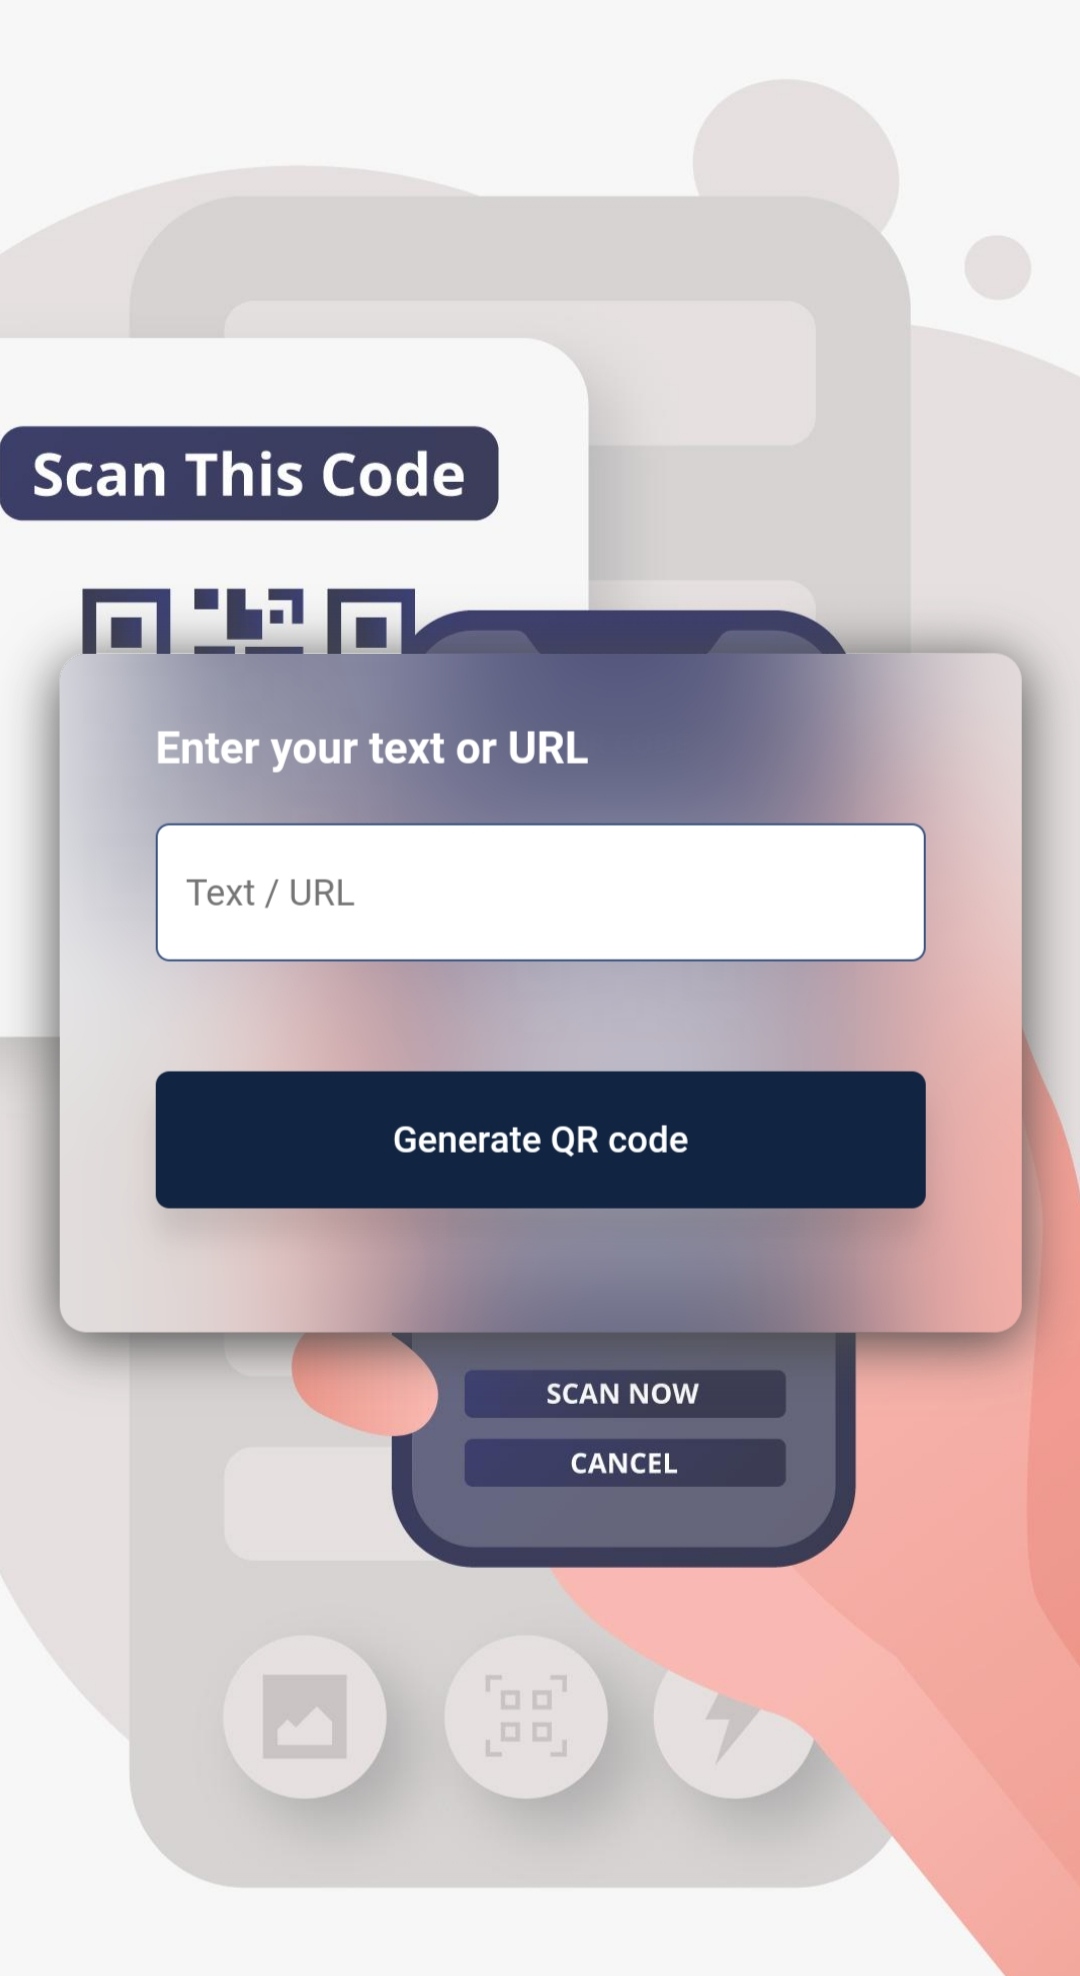 Scan This Code
Enter your text or URL
Text / URL
Generate QR code
SCAN NOW
CANCEL